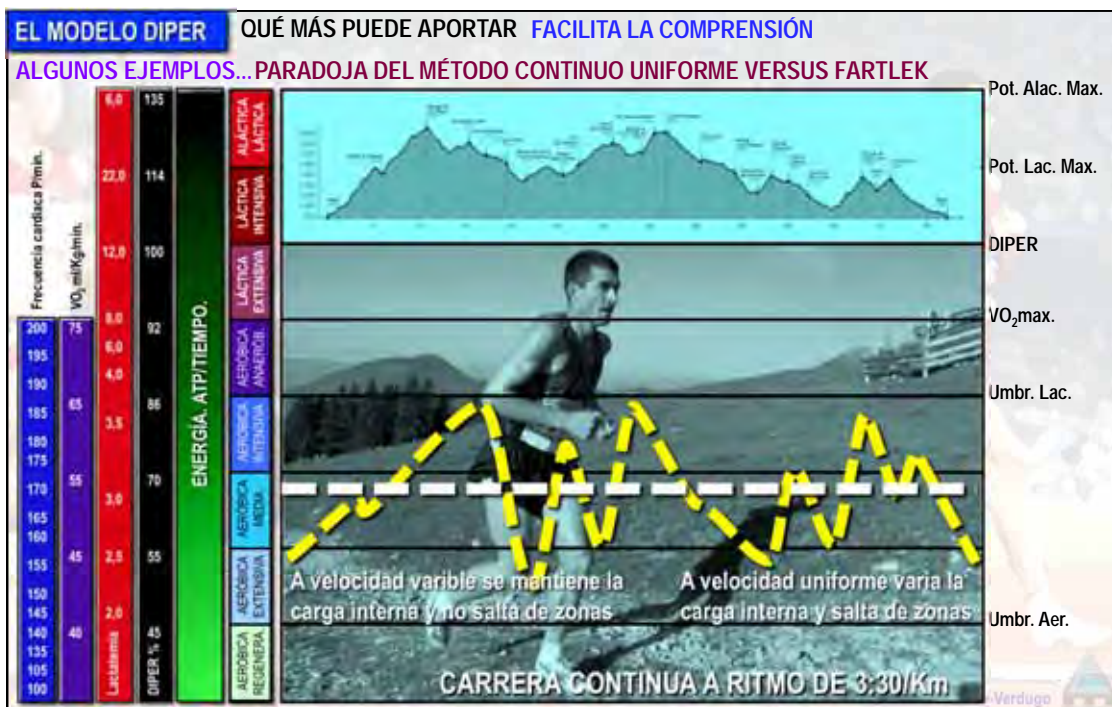 EL MODELO DIPER QUÉ MÁS PUEDE APORTAR FACILITA LA COMPRENSIÓN
ALGUNOS EJEMPLOS...PARADOJA DEL MÉTODO CONTINUO UNIFORME VERSUS FARTLEK
Frecuencia cardiaca P/min.
200
195
190
185
180
175
170
165
160
155
150
145
140
135
105
100
VO2 ml/Kg/min.
75
65
55
45
40
6,0
22,0
12,0
8,0
6,0
4,0
3,5
3,0
2,5
2,0
Lactatemia
135
114
100
92
86
70
55
45
DIPER %
ENERGÍA. ATP/TIEMPO.
ALÁCTICA
LÁCTICA
LÁCTICA
INTENSIVA
LÁCTICA
EXTENSIVA
AERÓBICA
ANAERÓB.
AERÓBICA
INTENSIVA
AERÓBICA
MEDIA
AERÓBICA
EXTENSIVA
AERÓBICA
REGENERA.
Pot. Alac. Max.
Pot. Lac. Max.
DIPER
VO2max.
Umbr. Lac.
Umbr. Aer.
A velocidad varible se mantiene la
carga interna y no salta de zonas
A velocidad uniforme varia la
carga interna y salta de zonas
CARRERA CONTINUA A RITMO DE 3:30/Km
-Verdugo